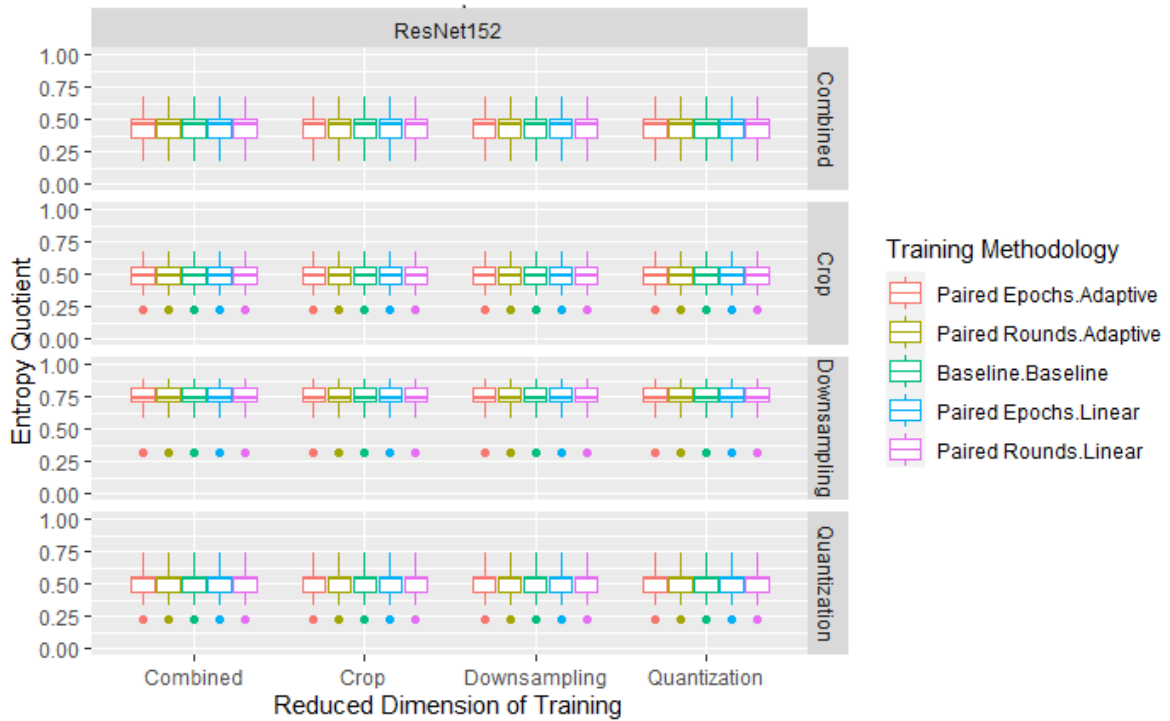 ResNet152
Entropy Quotient
1.00
0.75
0.50
0.25
0.00
Combined
1.00
0.75
0.50
0.25
0.00
Crop
1.00
0.75
0.50
0.25
0.00
Downsampling
1.00
0.75
0.50
0.25
0.00
Quantization
Combined Crop Downsampling Quantization
Reduced Dimension of Training
Training Methodology
Paired Epochs.Adaptive
Paired Rounds.Adaptive
Baseline.Baseline
Paired Epochs.Linear
Paired Rounds.Linear